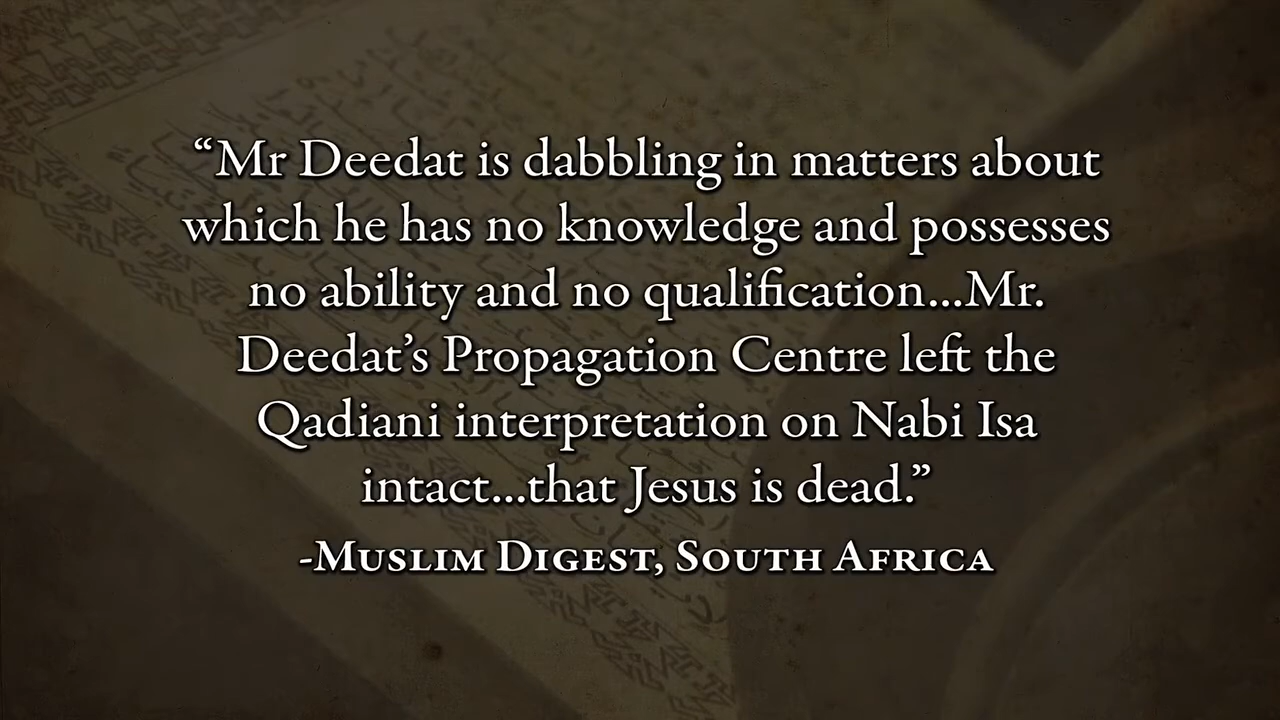 “Mr Deedat is dabbling in matters about
which he has no knowledge and possesses
no ability and no qualification...Mr.
Deedat’s Propagation Centre left the
Qadiani interpretation on Nabi Isa
intact...that Jesus is dead.”
-Muslim Digest, South Africa